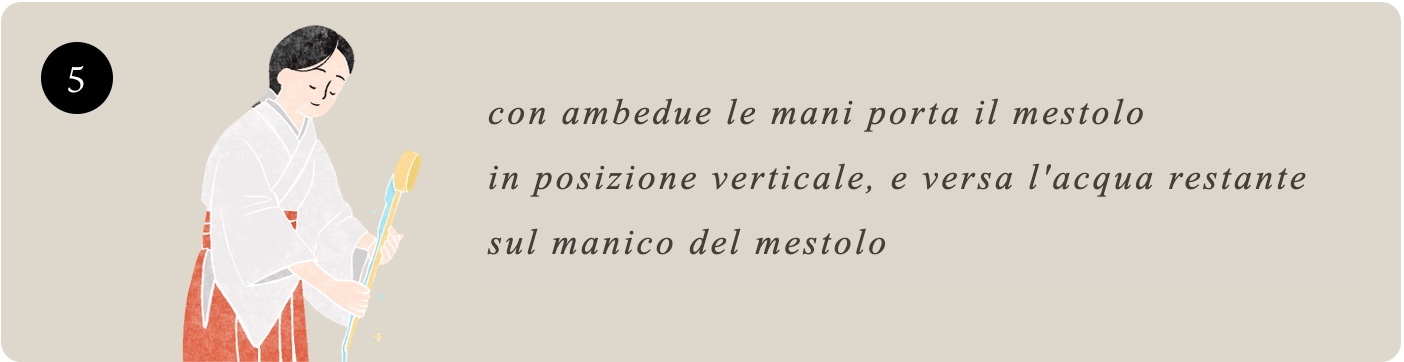 5
con ambedue le mani porta il mestolo
in posizione verticale, e versa l'acqua restante
sul manico del mestolo